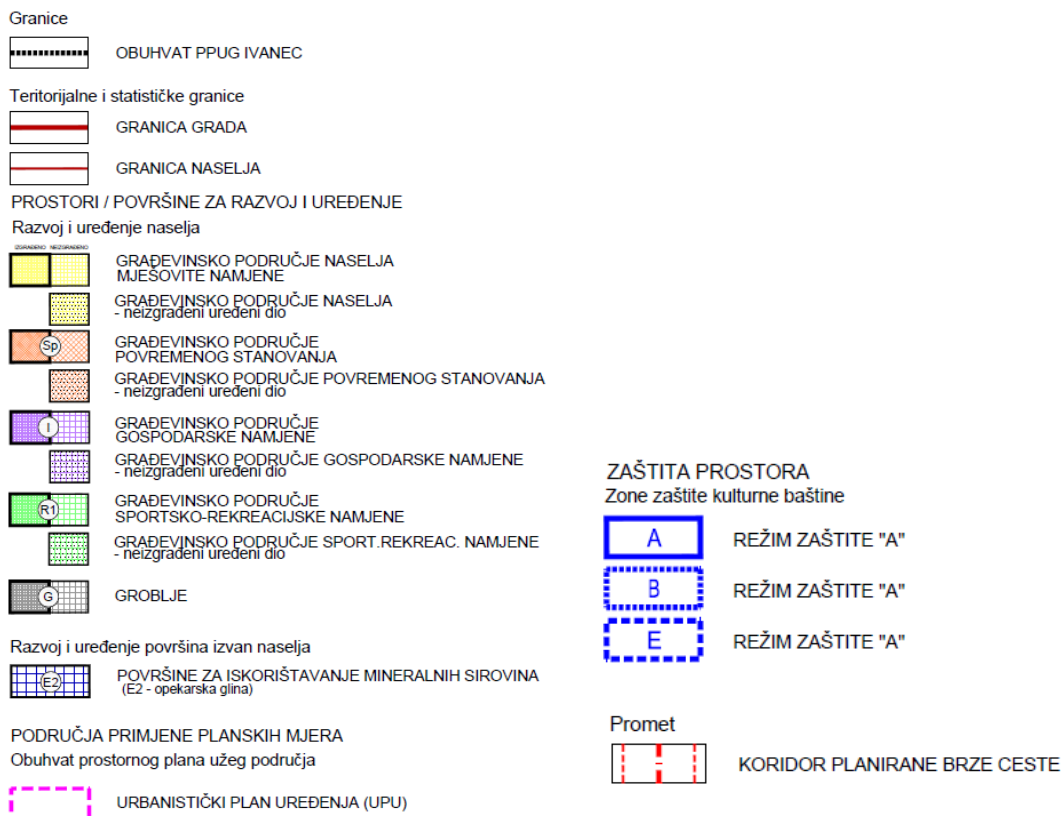 Granice
OBUHVAT PPUG IVANEC
Teritorijalne i statističke granice
GRANICA GRADA
GRANICA NASELJA
PROSTORI / POVRŠINE ZA RAZVOJ I UREĐENJE
Razvoj i uređenje naselja
IZGRAĐENO NEIZGRAĐENO
GRAĐEVINSKO PODRUČJE NASELJA
MJEŠOVITE NAMJENE
GRAĐEVINSKO PODRUČJE NASELJA
- neizgrađeni uređeni dio
Sp
GRAĐEVINSKO PODRUČJE
POVREMENOG STANOVANJA
GRAĐEVINSKO PODRUČJE POVREMENOG STANOVANJA
- neizgrađeni uređeni dio
I
GRAĐEVINSKO PODRUČJE
GOSPODARSKE NAMJENE
GRAĐEVINSKO PODRUČJE GOSPODARSKE NAMJENE
- neizgrađeni uređeni dio
R1
GRAĐEVINSKO PODRUČJE
SPORTSKO-REKREACIJSKE NAMJENE
GRAĐEVINSKO PODRUČJE SPORT.REKREAC. NAMJENE
- neizgrađeni uređeni dio
G
GROBLJE
Razvoj i uređenje površina izvan naselja
E2
POVRŠINE ZA ISKORIŠTAVANJE MINERALNIH SIROVINA
(E2 - opekarska glina)
PODRUČJA PRIMJENE PLANSKIH MJERA
Obuhvat prostornog plana užeg područja
URBANISTIČKI PLAN UREĐENJA (UPU)
ZAŠTITA PROSTORA
Zone zaštite kulturne baštine
A REŽIM ZAŠTITE "A"
B REŽIM ZAŠTITE "A"
E REŽIM ZAŠTITE "A"
Promet
KORIDOR PLANIRANE BRZE CESTE